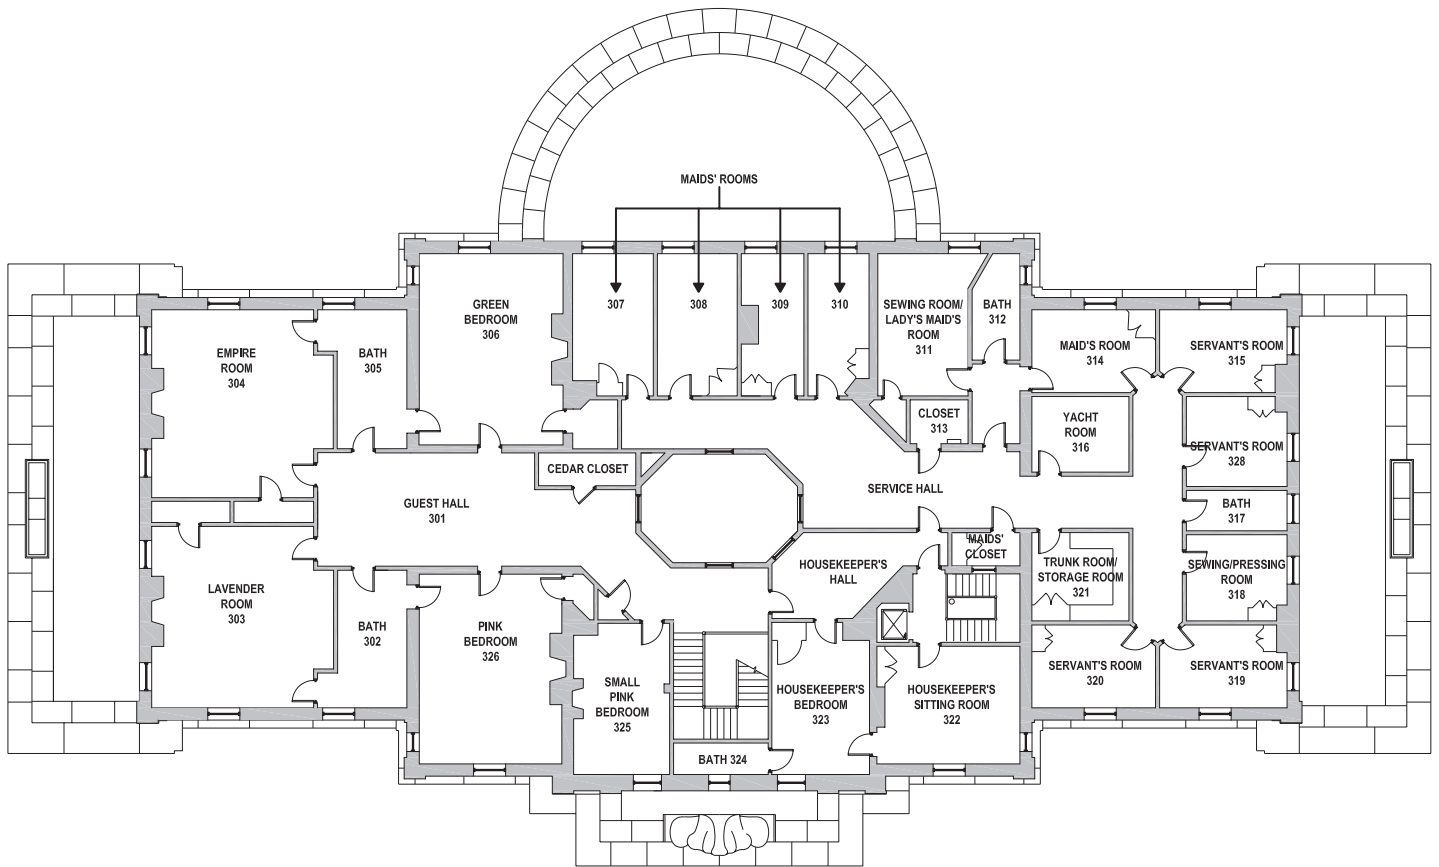 MAIDS' ROOMS
307
308
309
310
GREEN
BEDROOM
306
SEWING ROOM/
LADY'S MAID'S
ROOM
311
BATH
312
EMPIRE
ROOM
304
BATH
305
MAID'S ROOM
314
SERVANT'S ROOM
315
CLOSET
313
YACHT
ROOM
316
SERVANT'S ROOM
328
CEDAR CLOSET
GUEST HALL
301
SERVICE HALL
BATH
317
MAIDS'
CLOSET
HOUSEKEEPER'S
HALL
TRUNK ROOM/
STORAGE ROOM
321
SEWING/PRESSING
ROOM
318
LAVENDER
ROOM
303
BATH
302
PINK
BEDROOM
326
SMALL
PINK
BEDROOM
325
HOUSEKEEPER'S
BEDROOM
323
HOUSEKEEPER'S
SITTING ROOM
322
SERVANT'S ROOM
320
SERVANT'S ROOM
319
BATH 324